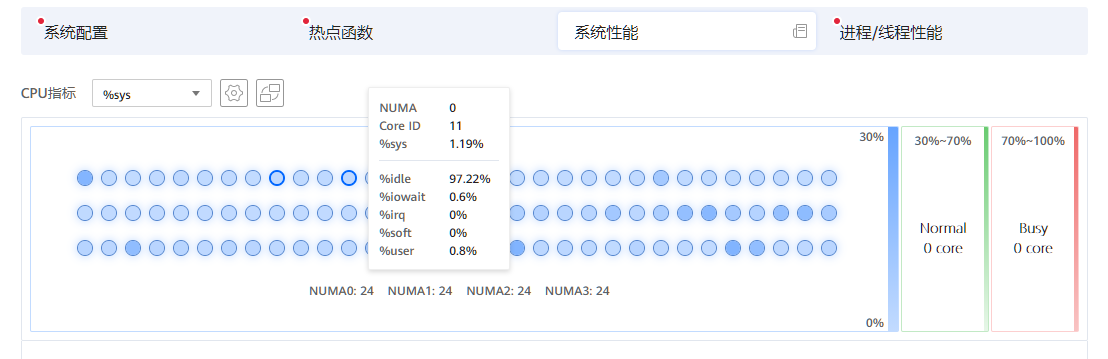 系统配置
热点函数
系统性能
进程/线程性能
CPU指标
%sys
NUMA 0
Core ID 11
%sys 1.19%
%idle 97.22%
%iowait 0.6%
%irq 0%
%soft 0%
%user 0.8%
NUMA0: 24 NUMA1: 24 NUMA2: 24 NUMA3: 24
30%
0%
30%~70%
Normal
0 core
70%~100%
Busy
0 core